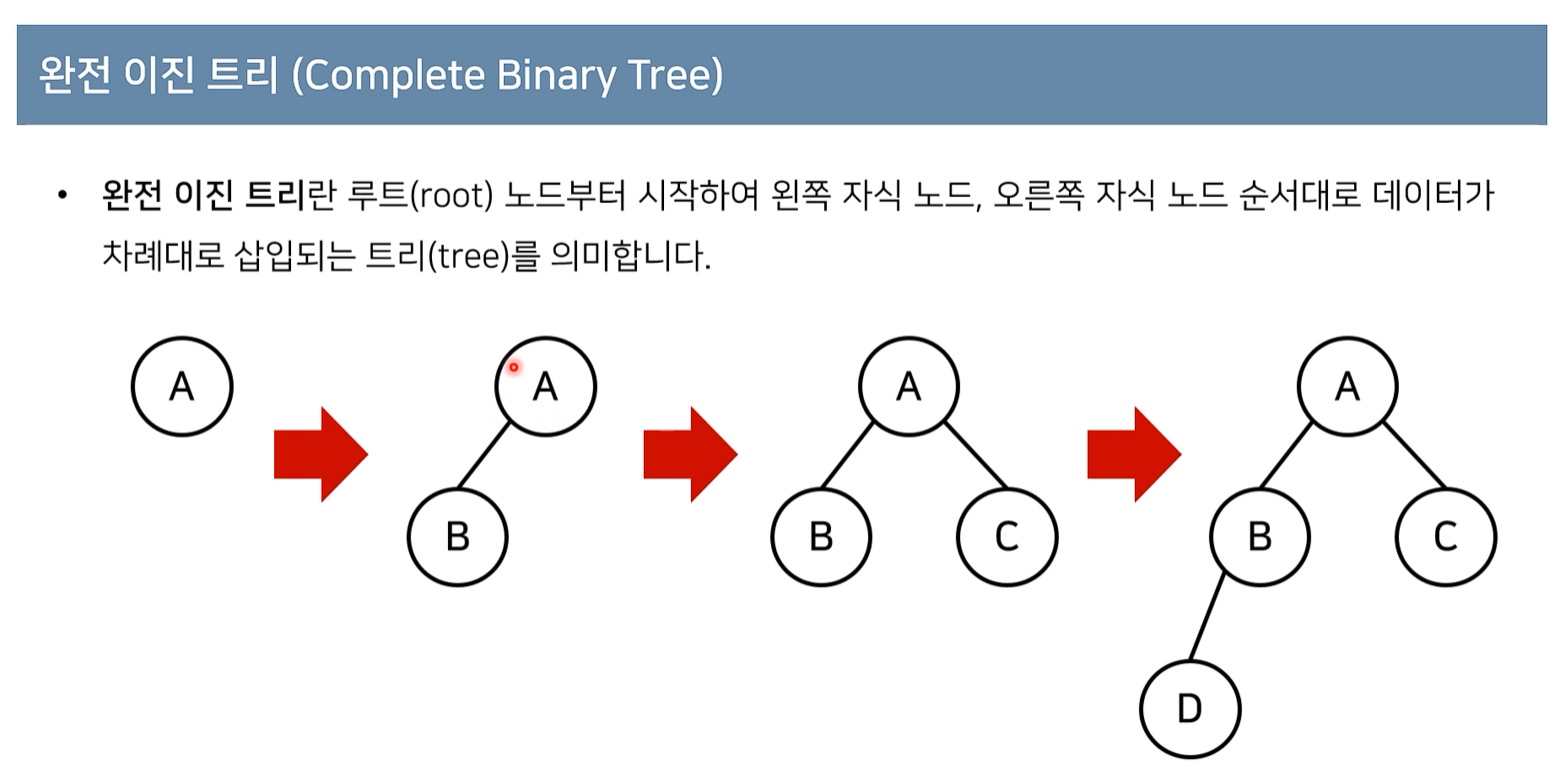 완전 이진 트리 (Complete Binary Tree)
• 완전 이진 트리란 루트(root) 노드부터 시작하여 왼쪽 자식 노드, 오른쪽 자식 노드 순서대로 데이터가
차례대로 삽입되는 트리(tree)를 의미합니다.
A A A A
B B C B C
D